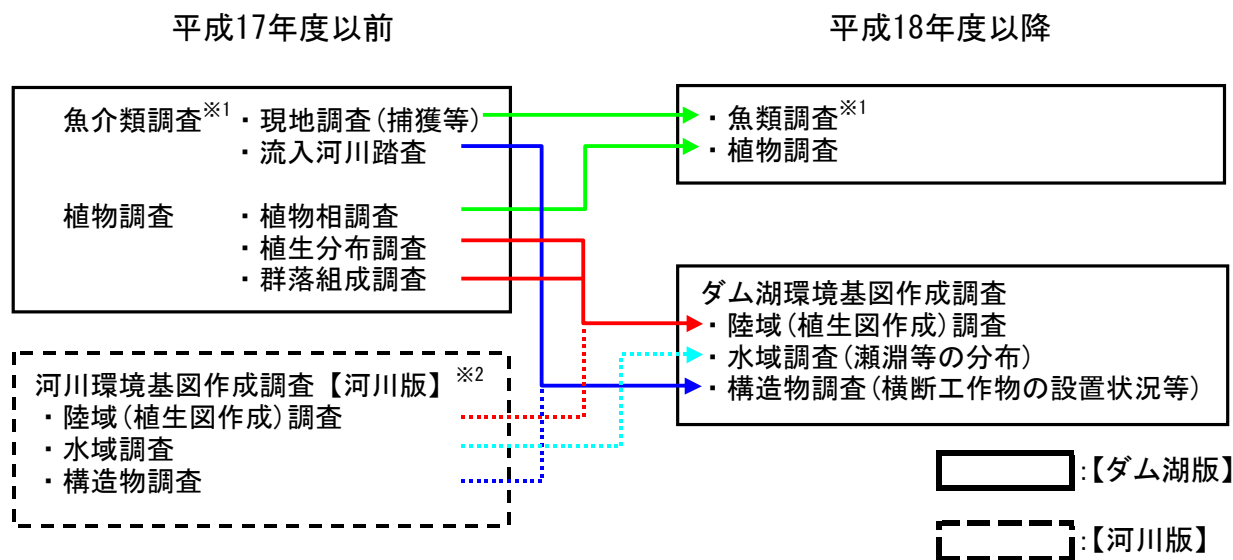 平成17年度以前
平成18年度以降
魚介類調査※1 ・現地調査(捕獲等)
・流入河川踏査
植物調査 ・植物相調査
・植生分布調査
・群落組成調査
・魚類調査※1
・植物調査
河川環境基図作成調査【河川版】※2
・陸域(植生図作成)調査
・水域調査
・構造物調査
ダム湖環境基図作成調査
・陸域(植生図作成)調査
・水域調査(瀬淵等の分布)
・構造物調査(横断工作物の設置状況等)
:【ダム湖版】
:【河川版】